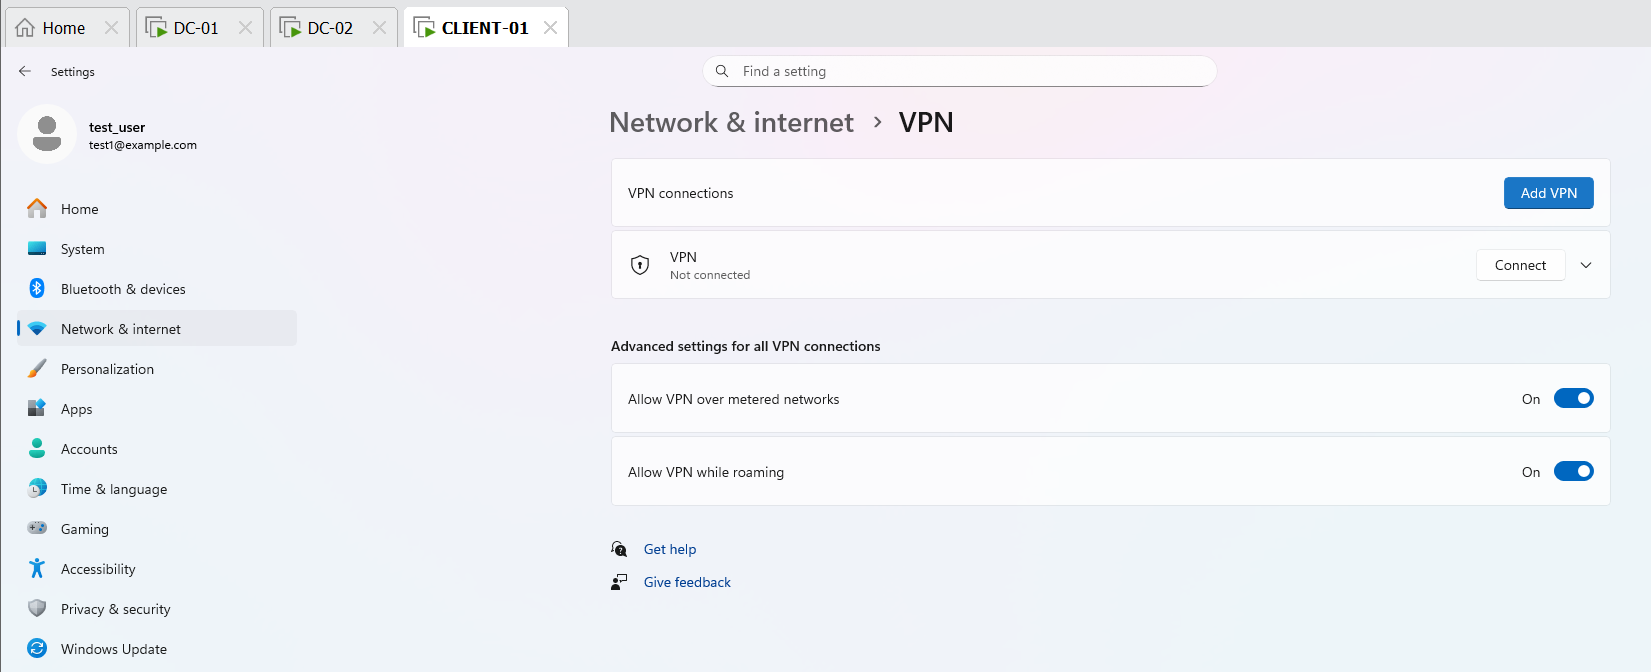 Home
DC-01
DC-02
CLIENT-01
Settings
Find a setting
test_user
test1@example.com
Home
System
Bluetooth & devices
Network & internet
Personalization
Apps
Accounts
Time & language
Gaming
Accessibility
Privacy & security
Windows Update
Network & internet > VPN
VPN connections
Add VPN
VPN
Not connected
Connect
Advanced settings for all VPN connections
Allow VPN over metered networks
On
Allow VPN while roaming
On
Get help
Give feedback